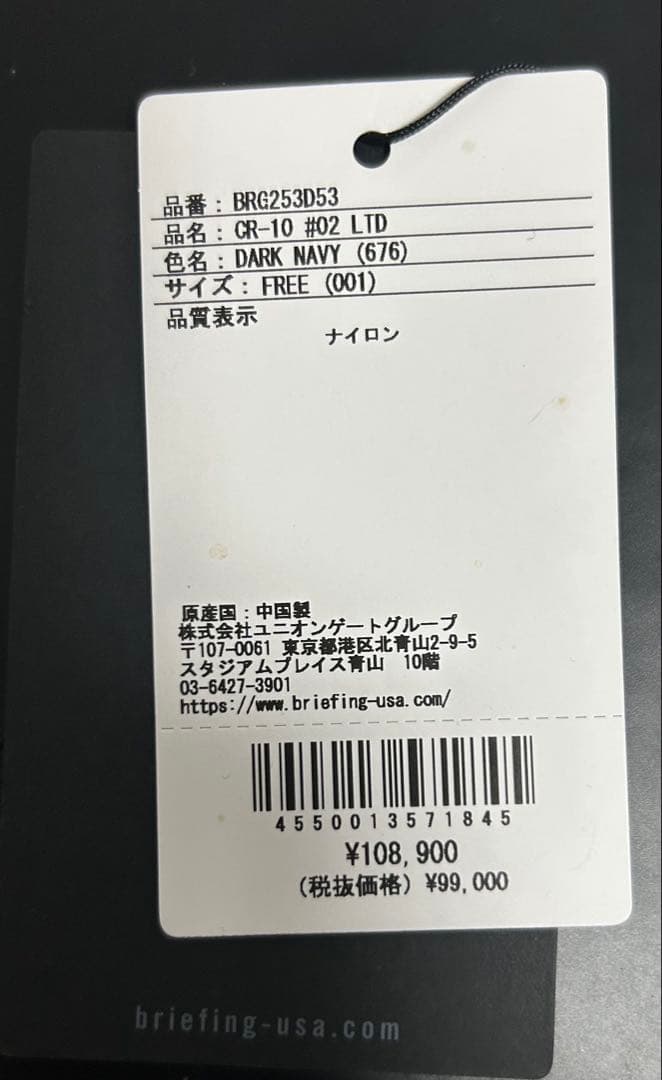 品番：BRG253D53
品名：CR-10 #02 LTD
色名：DARK NAVY (676)
サイズ：FREE (001)
品質表示
ナイロン
原産国：中国製
株式会社ユニオンゲートグループ
〒107-0061 東京都港区北青山2-9-5
スタジアムプレイス青山　10階
03-6427-3901
https://www.briefing-usa.com/
4550013571845
¥108,900
（税抜価格）¥99,000
briefing-usa.com